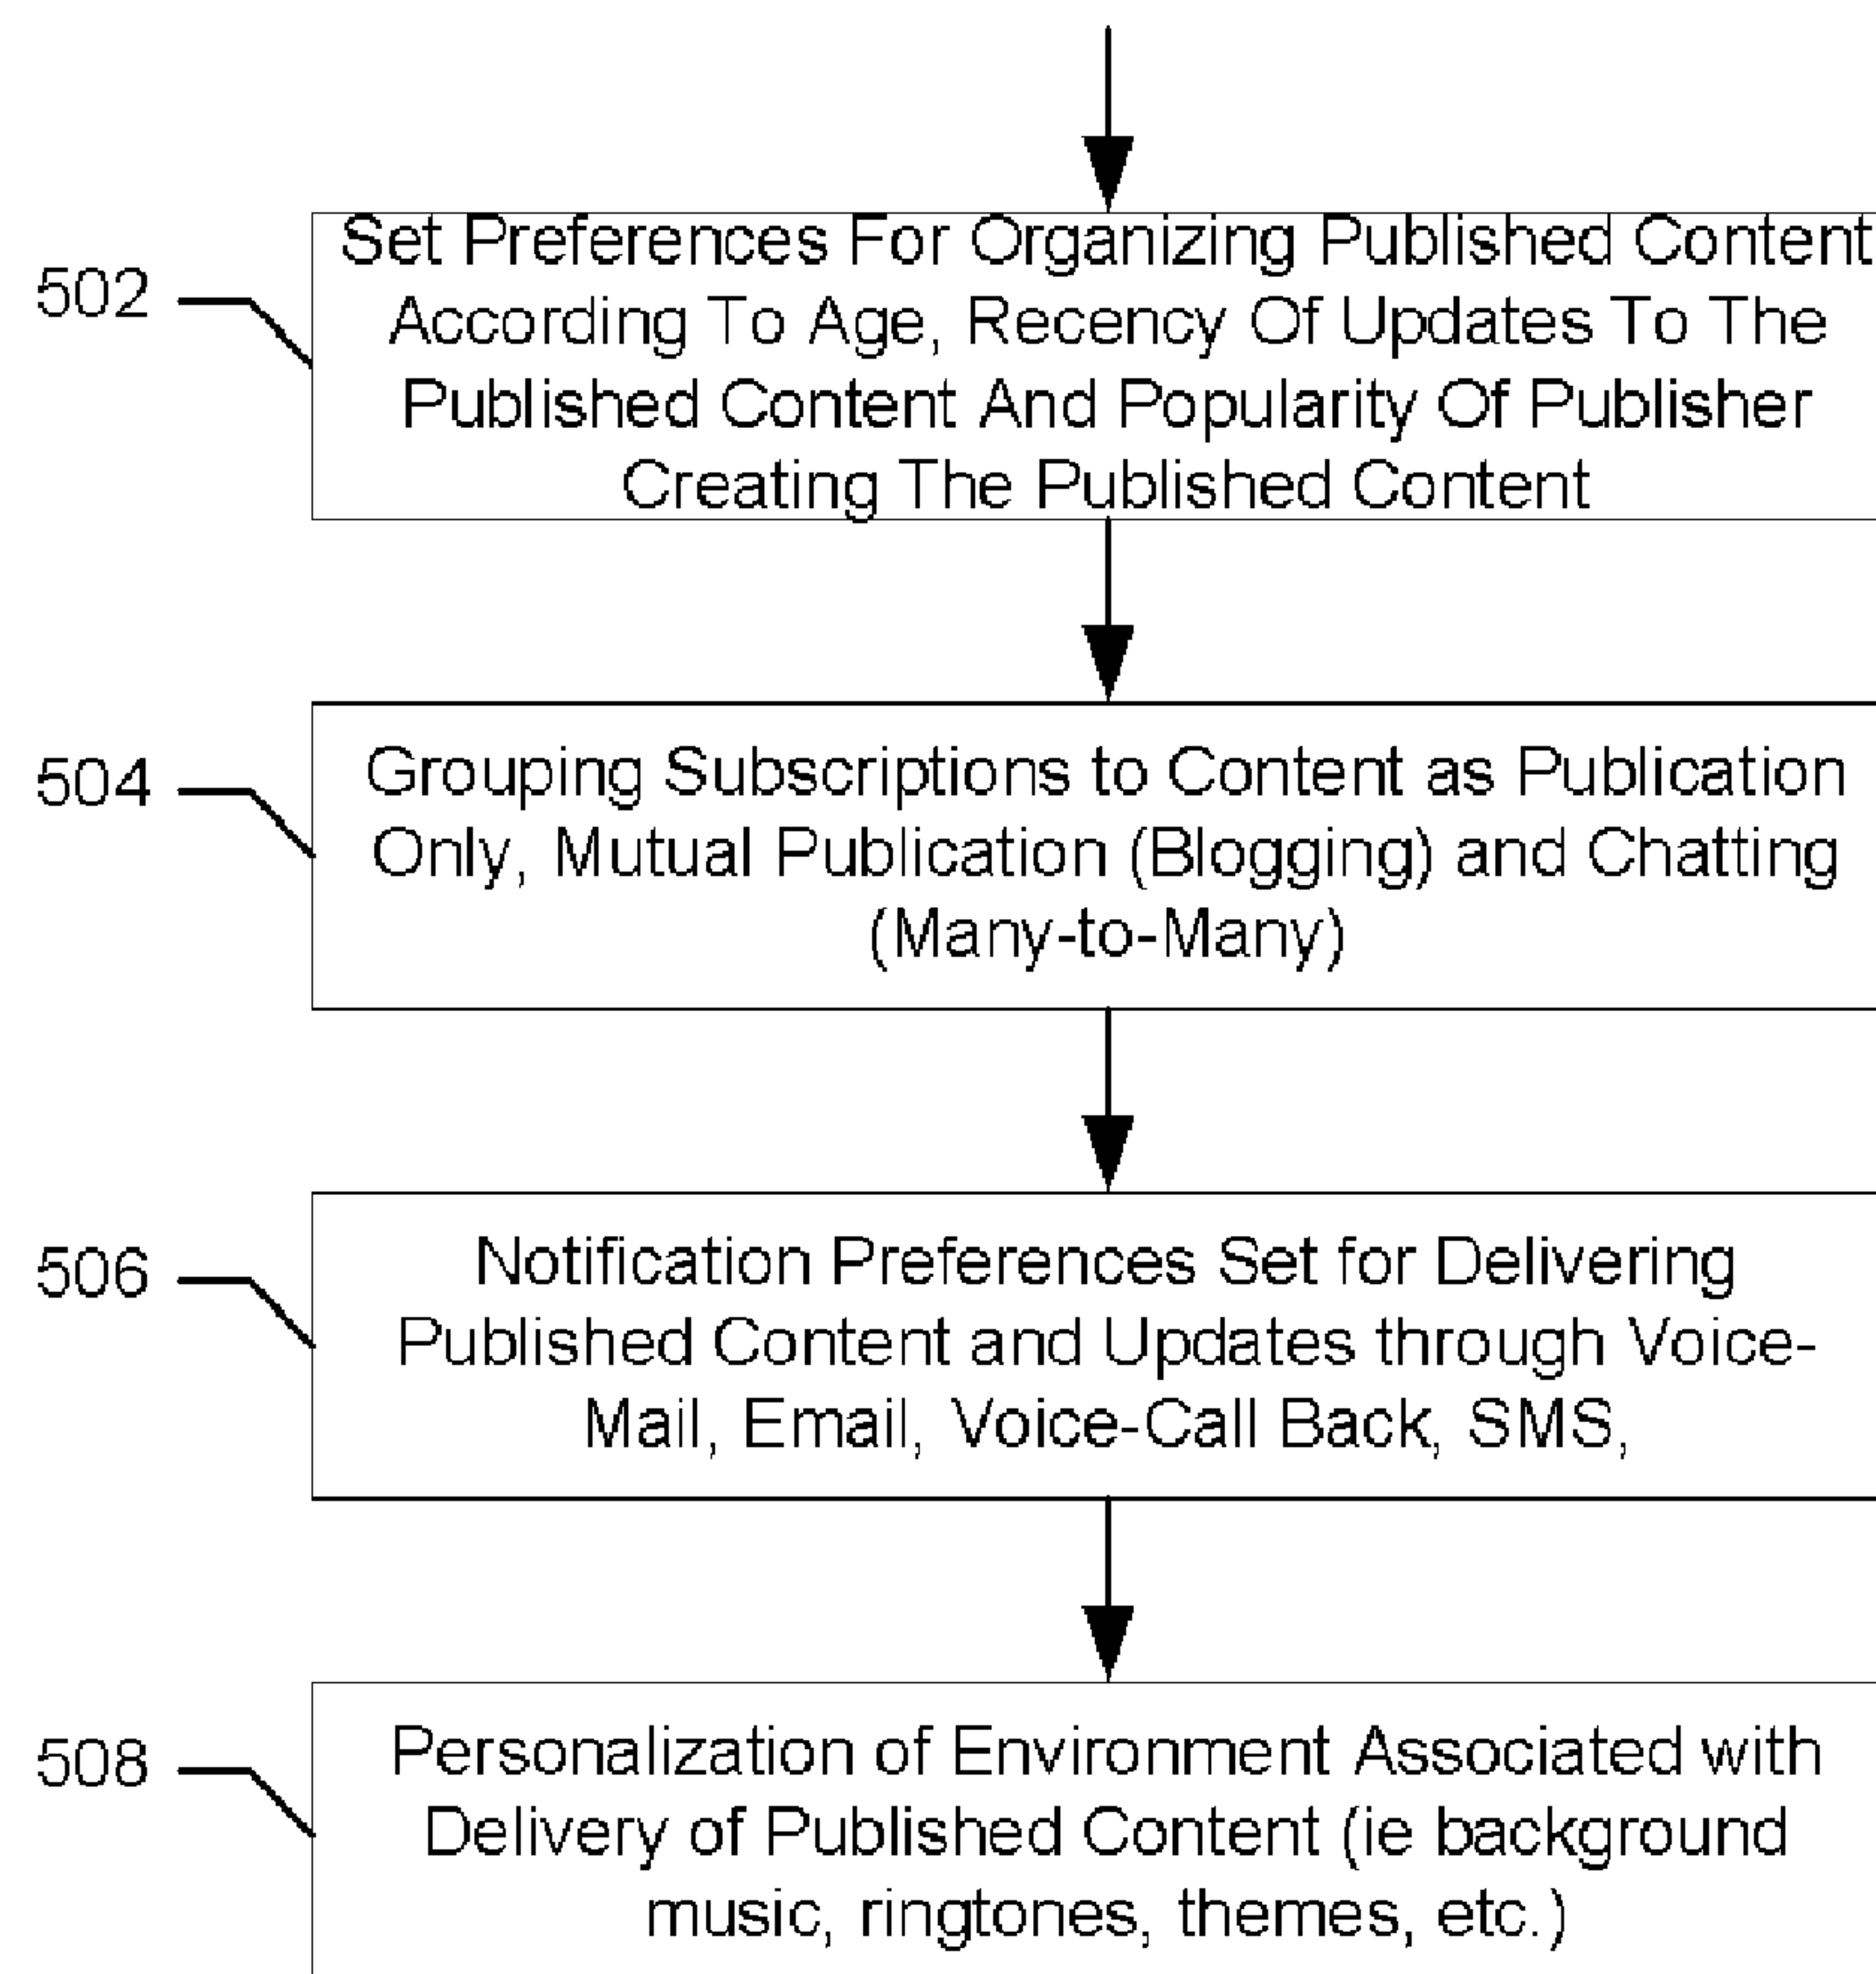 Set Preferences For Organizing Published Content
502
According To Age, Recency Of Updates To The
Published Content And Popularity Of Publisher
Creating The Published Content
504
Grouping Subscriptions to Content as Publication
Only, Mutual Publication (Blogging) and Chatting
(Many-to-Many)
506
Notification Preferences Set for Delivering
Published Content and Updates through Voice-
Mail, Email, Voice-Call Back, SMS,
508
Personalization of Environment Associated with
Delivery of Published Content (ie background
music, ringtones, themes, etc.)